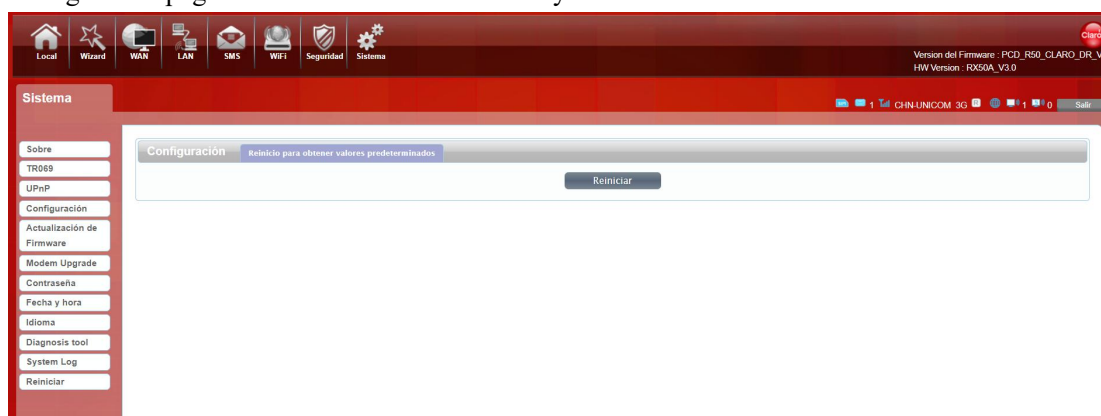 Claro
Local Wizard WAN LAN SMS WiFi Seguridad Sistema
Version del Firmware : PCD_R50_CLARO_DR_V
HW Version : RX50A_V3.0
Sistema
1 CHN-UNICOM 3G R 1 0 Salir
Sobre
TR069
UPnP
Configuración
Actualización de
Firmware
Modem Upgrade
Contraseña
Fecha y hora
Idioma
Diagnosis tool
System Log
Reiniciar
Configuración Reinicio para obtener valores predeterminados
Reiniciar